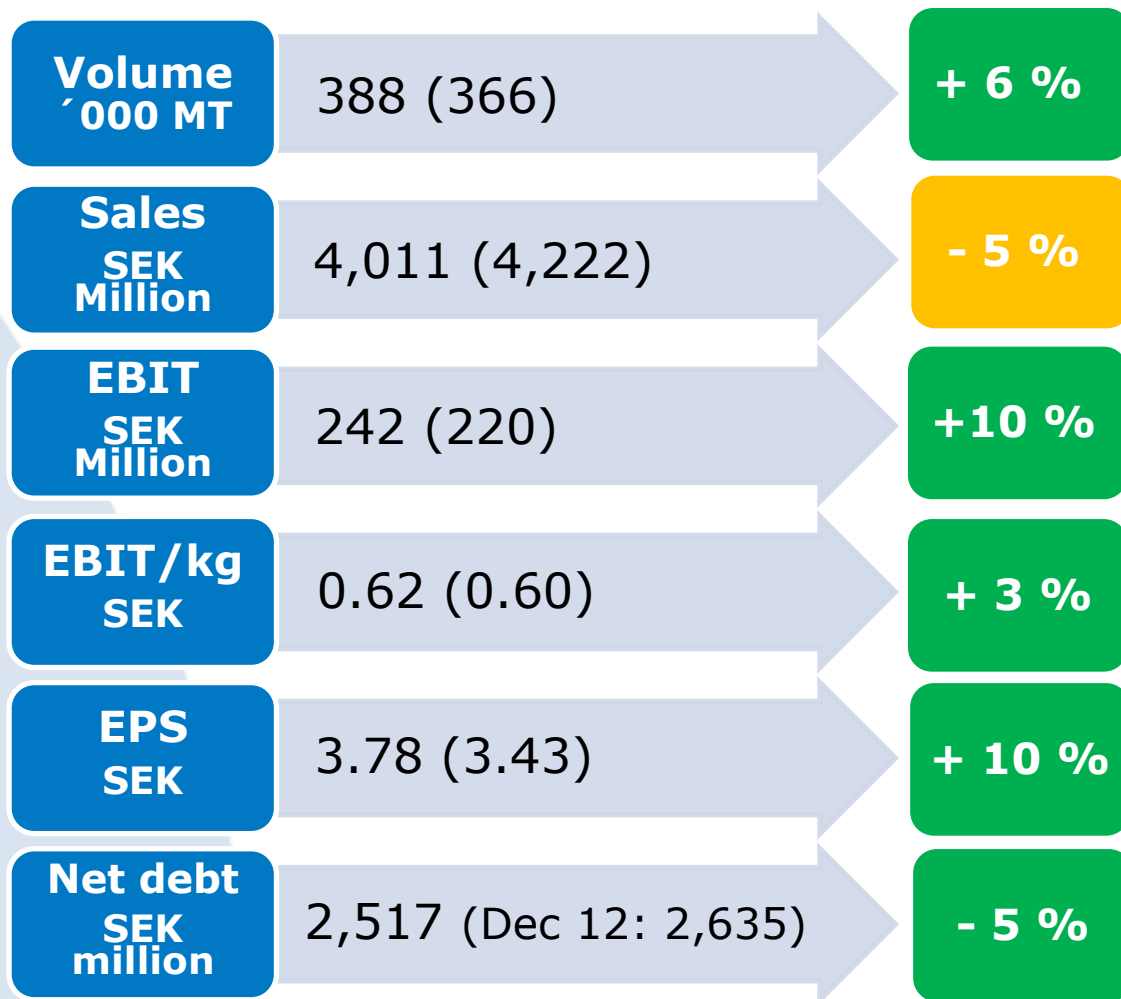 Volume
´000 MT
388 (366)
+ 6 %
Sales
SEK
Million
4,011 (4,222)
- 5 %
EBIT
SEK
Million
242 (220)
+10 %
EBIT/kg
SEK
0.62 (0.60)
+ 3 %
EPS
SEK
3.78 (3.43)
+ 10 %
Net debt
SEK
million
2,517 (Dec 12: 2,635)
- 5 %